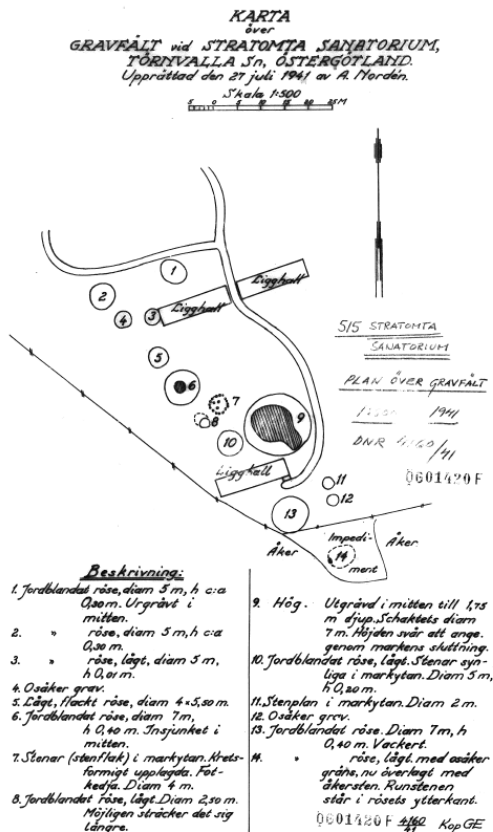 KARTA
över
GRAVFÄLT vid STRATOMTA SANATORIUM,
TÖRNVALLA Sn, ÖSTERGÖTLAND.
Upprättad den 27 juli 1941 av A. Nordén.
Skala 1:500
5 0 5 10 15 20 25 M
1
2
Ligghall
Ligghall
3
4
5
6
7
8
9
10
Ligghall
11
12
13
14
Åker
Impedi-
ment
Åker
515 STRATOMTA
SANATORIUM
PLAN ÖVER GRAVFÄLT
1941
DNR /41
0601420F
Beskrivning:
1. Jordblandat röse, diam 5 m, h c:a
0,30 m. Urgrävt i
mitten.
2. " röse, diam 5 m, h c:a
0,30 m.
3. " röse, lågt, diam 5 m,
h 0,01 m.
4. Osäker grav.
5. Lågt, flackt röse, diam 4 x 5,50 m.
6. Jordblandat röse, diam 7 m,
h 0,40 m. Insjunket i
mitten.
7. Stenar (stenflak) i markytan. Krets-
formigt upplagda. Fot-
kedja. Diam 4 m.
8. Jordblandat röse, lågt. Diam 2,50 m.
Möjligen sträcker det sig
längre.
9. Hög. Utgrävd i mitten till 1,75
m djup. Schaktets diam
7 m. Höjden svår att ange
genom markens sluttning.
10. Jordblandat röse, lågt. Stenar syn-
liga i markytan. Diam 5 m,
h 0,20 m.
11. Stenplan i markytan. Diam 2 m.
12. Osäker grav.
13. Jordblandat röse. Diam 7 m, h
0,40 m. Vackert.
14. " röse, lågt, med osäker
gräns, nu överlagt med
åkersten. Runstenen
står i rösets ytterkant.
0601420F 4160/41 Kop GE